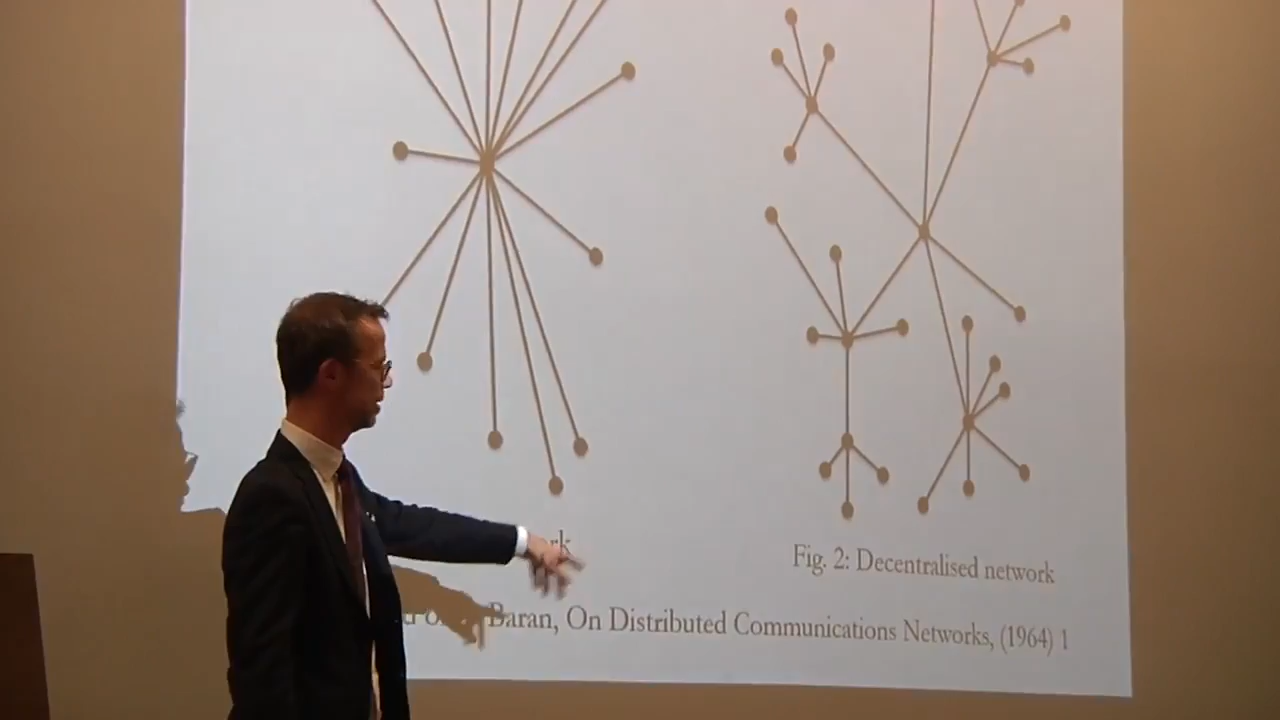 Fig. 2: Decentralised network
Baran, On Distributed Communications Networks, (1964) 1